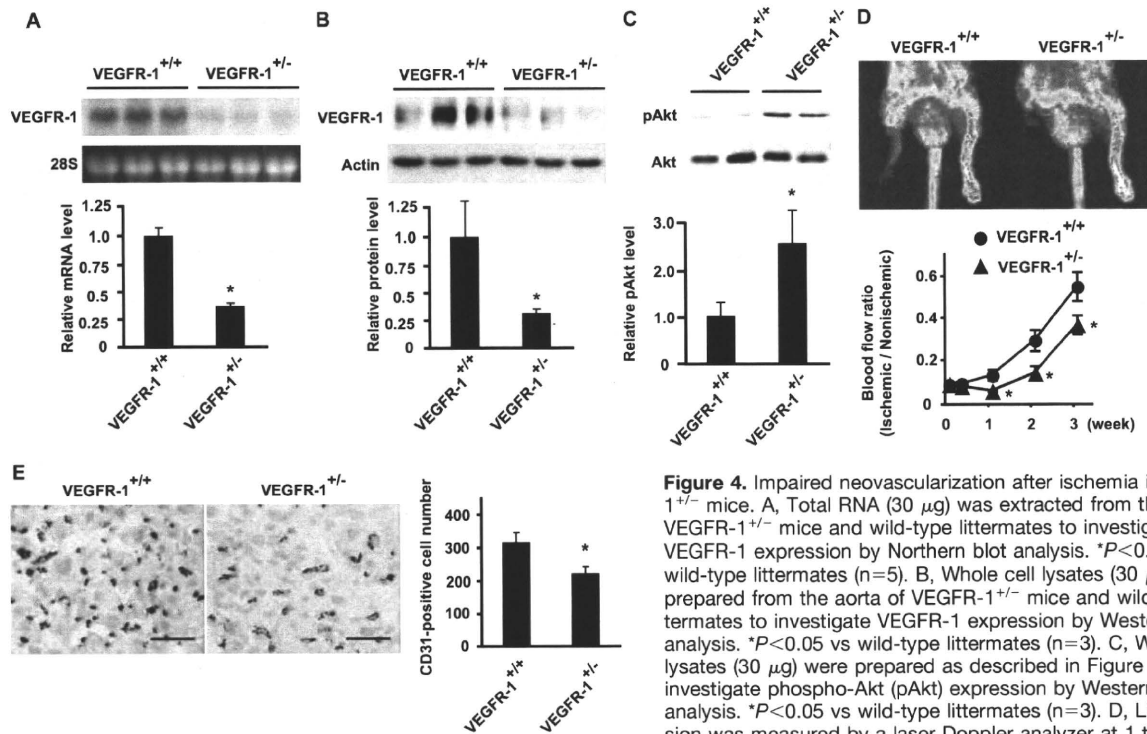 A
VEGFR-1+/+ VEGFR-1+/-
VEGFR-1
28S
Relative mRNA level
1.25
1.0
0.75
0.5
0.25
0
*
VEGFR-1+/+
VEGFR-1+/-
B
VEGFR-1+/+ VEGFR-1+/-
VEGFR-1
Actin
Relative protein level
1.25
1.0
0.75
0.5
0.25
0
*
VEGFR-1+/+
VEGFR-1+/-
C
VEGFR-1+/+
VEGFR-1+/-
pAkt
Akt
Relative pAkt level
4.0
3.0
2.0
1.0
0
*
VEGFR-1+/+
VEGFR-1+/-
D
VEGFR-1+/+ VEGFR-1+/-
● VEGFR-1+/+
▲ VEGFR-1+/-
Blood flow ratio
(Ischemic / Nonischemic)
0.6
0.4
0.2
0
* * *
0 1 2 3 (week)
E
VEGFR-1+/+ VEGFR-1+/-
CD31-positive cell number
400
300
200
100
0
*
VEGFR-1+/+
VEGFR-1+/-
Figure 4. Impaired neovascularization after ischemia
1+/− mice. A, Total RNA (30 μg) was extracted from
VEGFR-1+/− mice and wild-type littermates to
VEGFR-1 expression by Northern blot analysis. *P<0.
wild-type littermates (n=5). B, Whole cell lysates (30
prepared from the aorta of VEGFR-1+/− mice and
termates to investigate VEGFR-1 expression by
analysis. *P<0.05 vs wild-type littermates (n=3). C,
lysates (30 μg) were prepared as described in Figure
investigate phospho-Akt (pAkt) expression by Western
analysis. *P<0.05 vs wild-type littermates (n=3). D,
sion was measured by a laser Doppler analyzer at 1